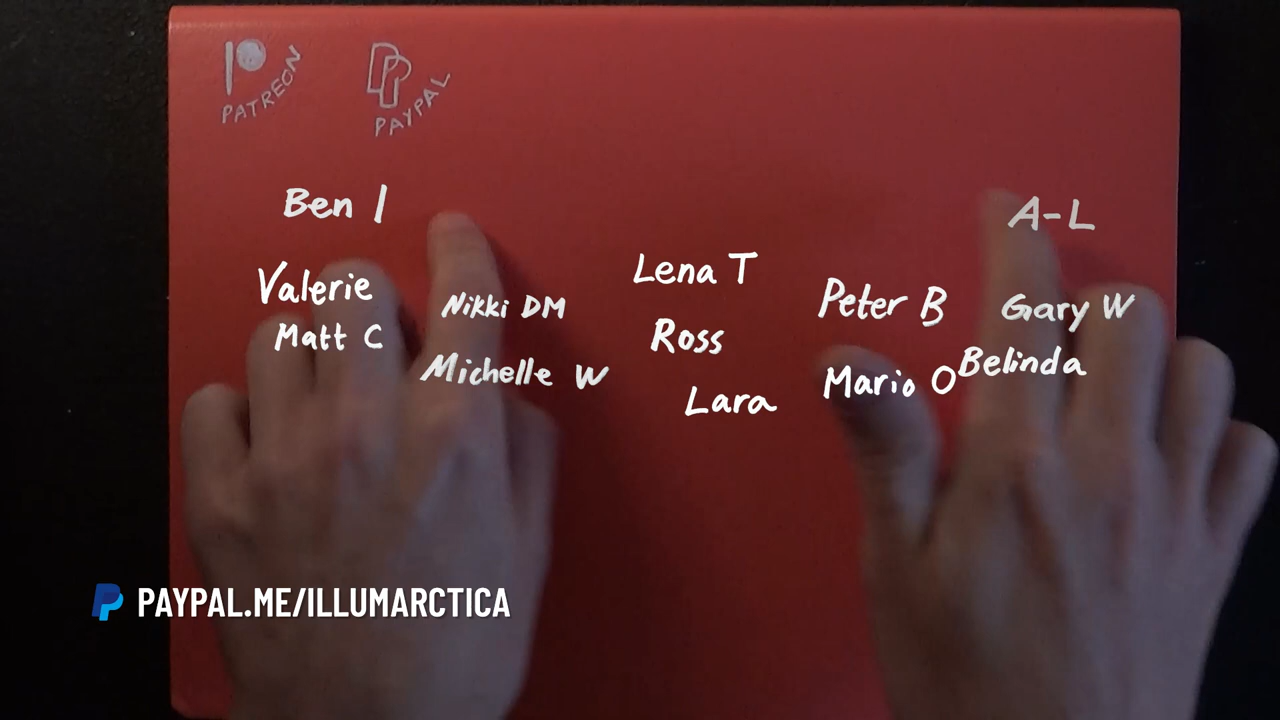 PATREON
PAYPAL
Ben I
A-L
Valerie
Lena T
Nikki DM
Peter B
Gary W
Matt C
Ross
Michelle W
Mario O
Belinda
Lara
PAYPAL.ME/ILLUMARCTICA